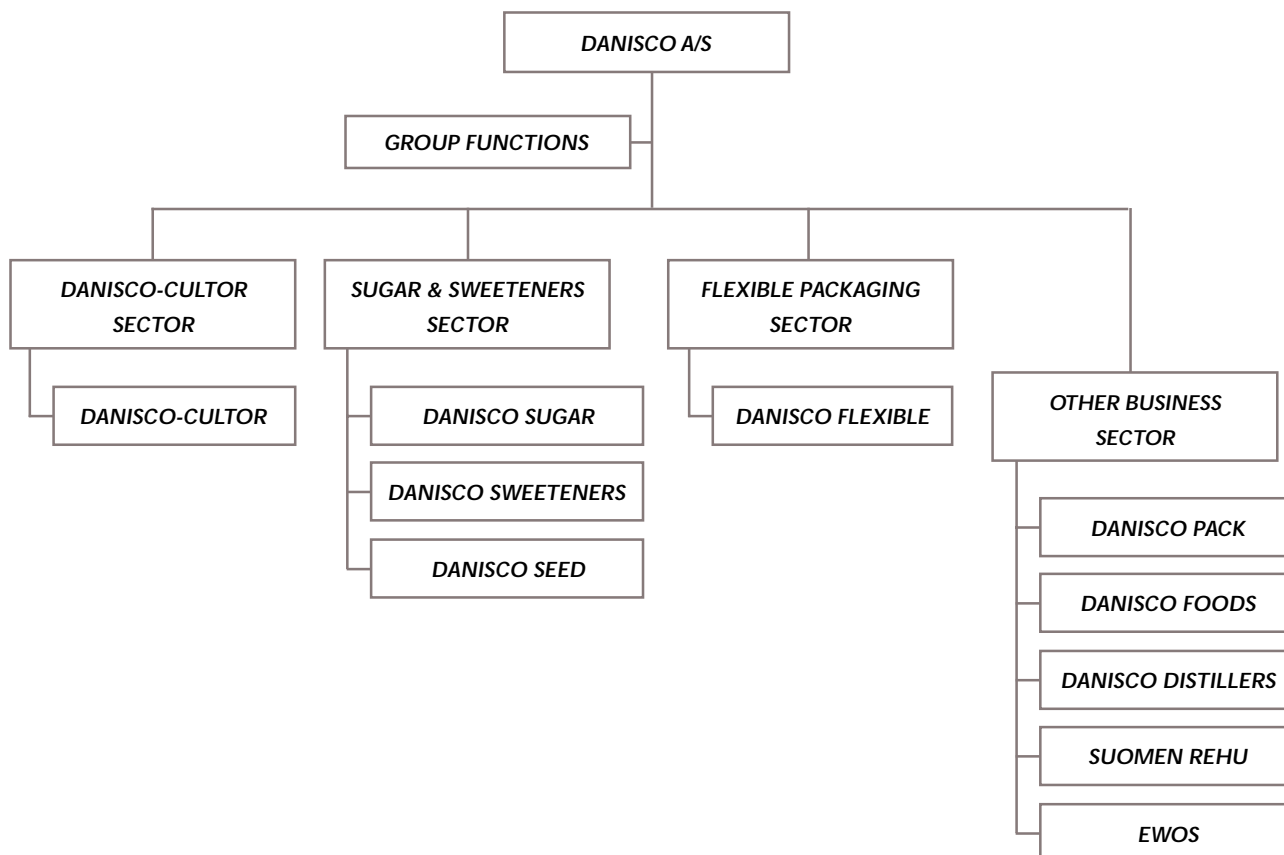 DANISCO A/S
GROUP FUNCTIONS
DANISCO-CULTOR
SECTOR
DANISCO-CULTOR
SUGAR & SWEETENERS
SECTOR
DANISCO SUGAR
DANISCO SWEETENERS
DANISCO SEED
FLEXIBLE PACKAGING
SECTOR
DANISCO FLEXIBLE
OTHER BUSINESS
SECTOR
DANISCO PACK
DANISCO FOODS
DANISCO DISTILLERS
SUOMEN REHU
EWOS